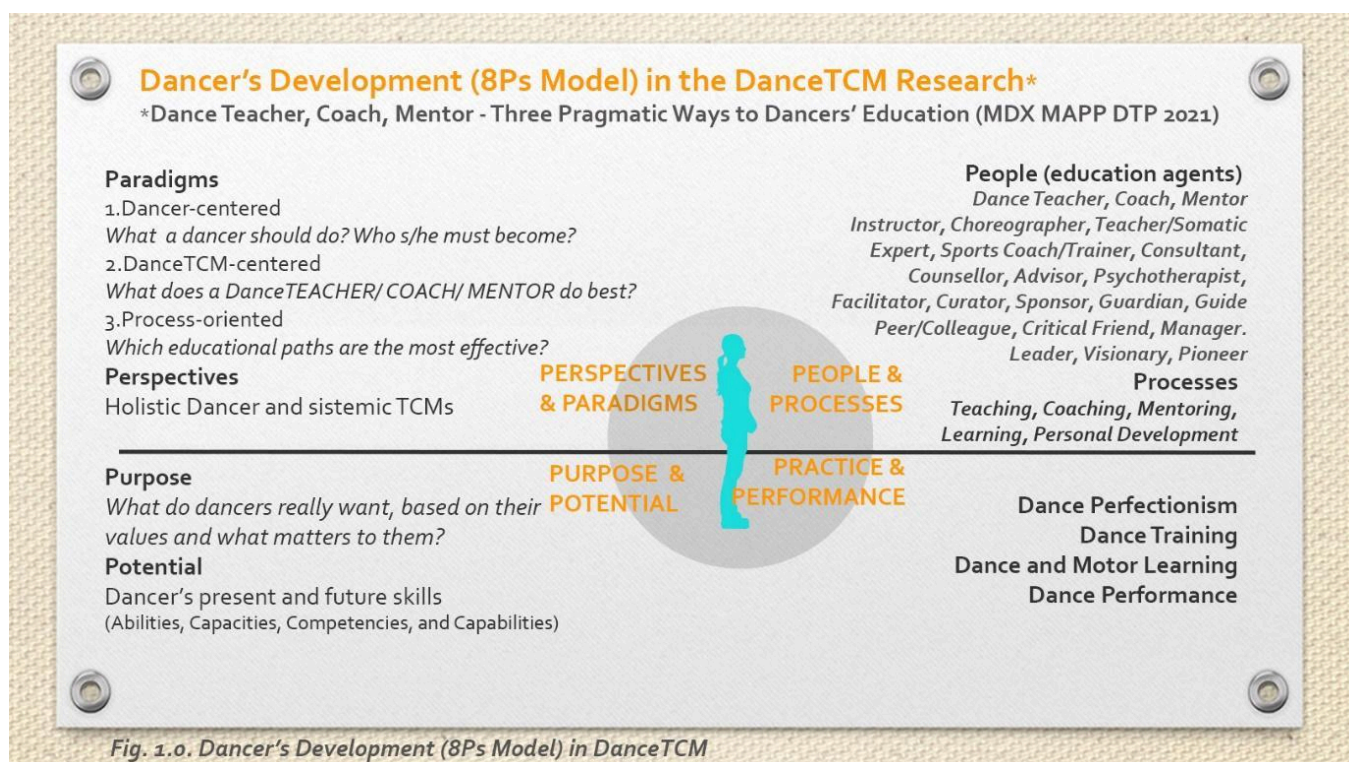 Dancer's Development (8Ps Model) in the DanceTCM Research*
*Dance Teacher, Coach, Mentor - Three Pragmatic Ways to Dancers' Education (MDX MAPP DTP 2021)
Paradigms
1.Dancer-centered
What a dancer should do? Who s/he must become?
2.DanceTCM-centered
What does a DanceTEACHER/ COACH/ MENTOR do best?
3.Process-oriented
Which educational paths are the most effective?
Perspectives
Holistic Dancer and sistemic TCMs
People (education agents)
Dance Teacher, Coach, Mentor
Instructor, Choreographer, Teacher/Somatic
Expert, Sports Coach/Trainer, Consultant,
Counsellor, Advisor, Psychotherapist,
Facilitator, Curator, Sponsor, Guardian, Guide
Peer/Colleague, Critical Friend, Manager.
Leader, Visionary, Pioneer
Processes
Teaching, Coaching, Mentoring,
Learning, Personal Development
PERSPECTIVES
& PARADIGMS
PEOPLE &
PROCESSES
PURPOSE &
POTENTIAL
PRACTICE &
PERFORMANCE
Purpose
What do dancers really want, based on their
values and what matters to them?
Potential
Dancer's present and future skills
(Abilities, Capacities, Competencies, and Capabilities)
Dance Perfectionism
Dance Training
Dance and Motor Learning
Dance Performance
Fig. 1.0. Dancer's Development (8Ps Model) in DanceTCM